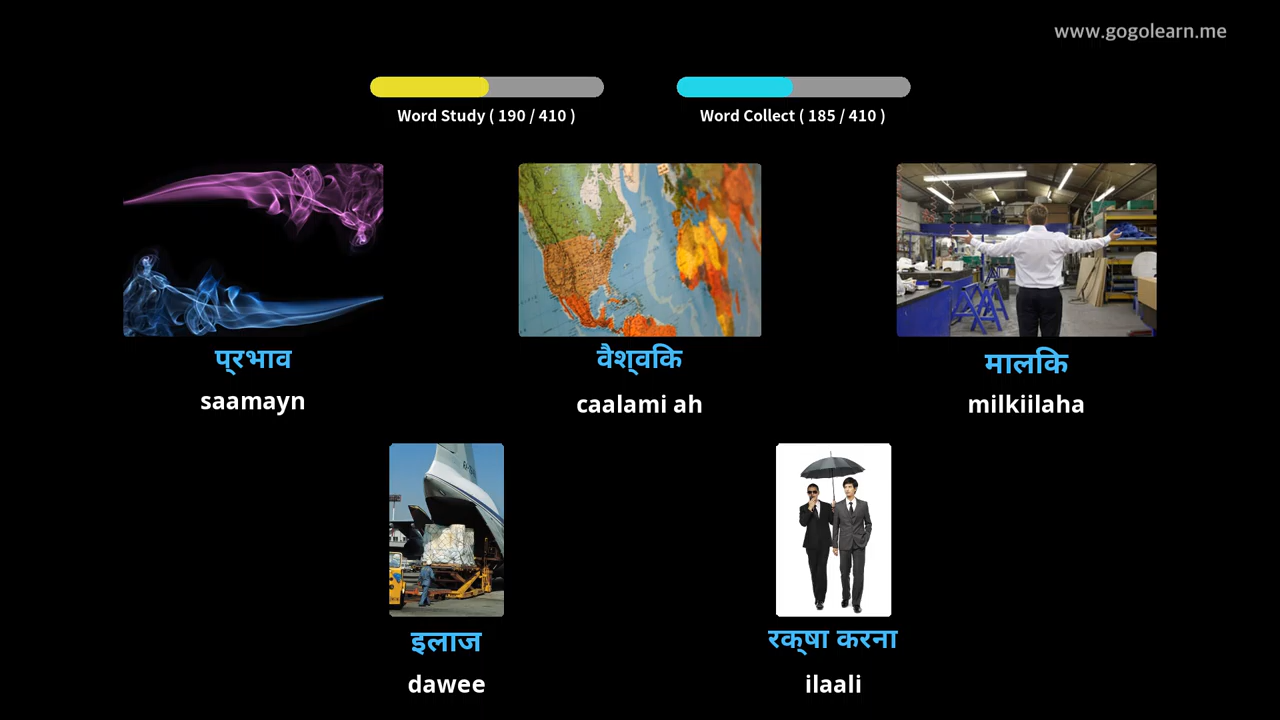 www.gogolearn.me
Word Study ( 190 / 410 )
Word Collect ( 185 / 410 )
प्रभाव
saamayn
वैश्विक
caalami ah
मालिक
milkiilaha
इलाज
dawee
रक्षा करना
ilaali